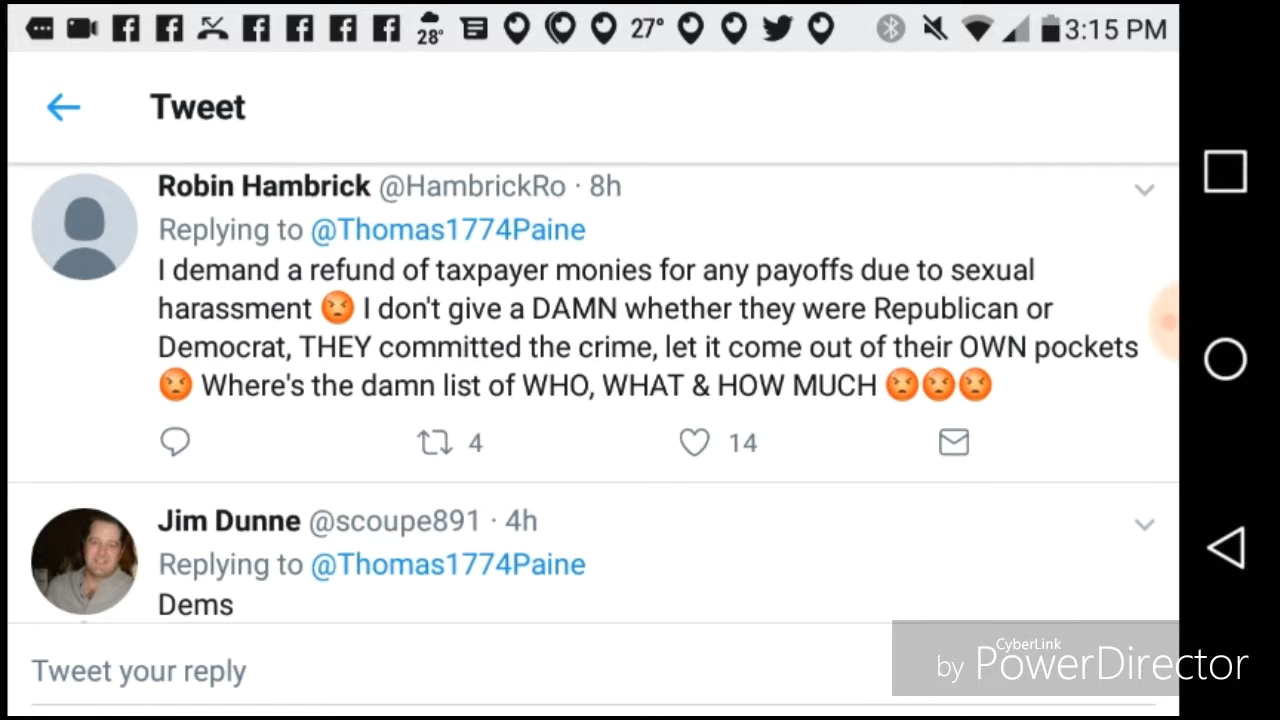 28° 27° 3:15 PM
Tweet
Robin Hambrick @HambrickRo · 8h
Replying to @Thomas1774Paine
I demand a refund of taxpayer monies for any payoffs due to sexual
harassment 😡 I don't give a DAMN whether they were Republican or
Democrat, THEY committed the crime, let it come out of their OWN pockets
😡 Where's the damn list of WHO, WHAT & HOW MUCH 😡😡😡
4 14
Jim Dunne @scoupe891 · 4h
Replying to @Thomas1774Paine
Dems
Tweet your reply
CyberLink
by PowerDirector